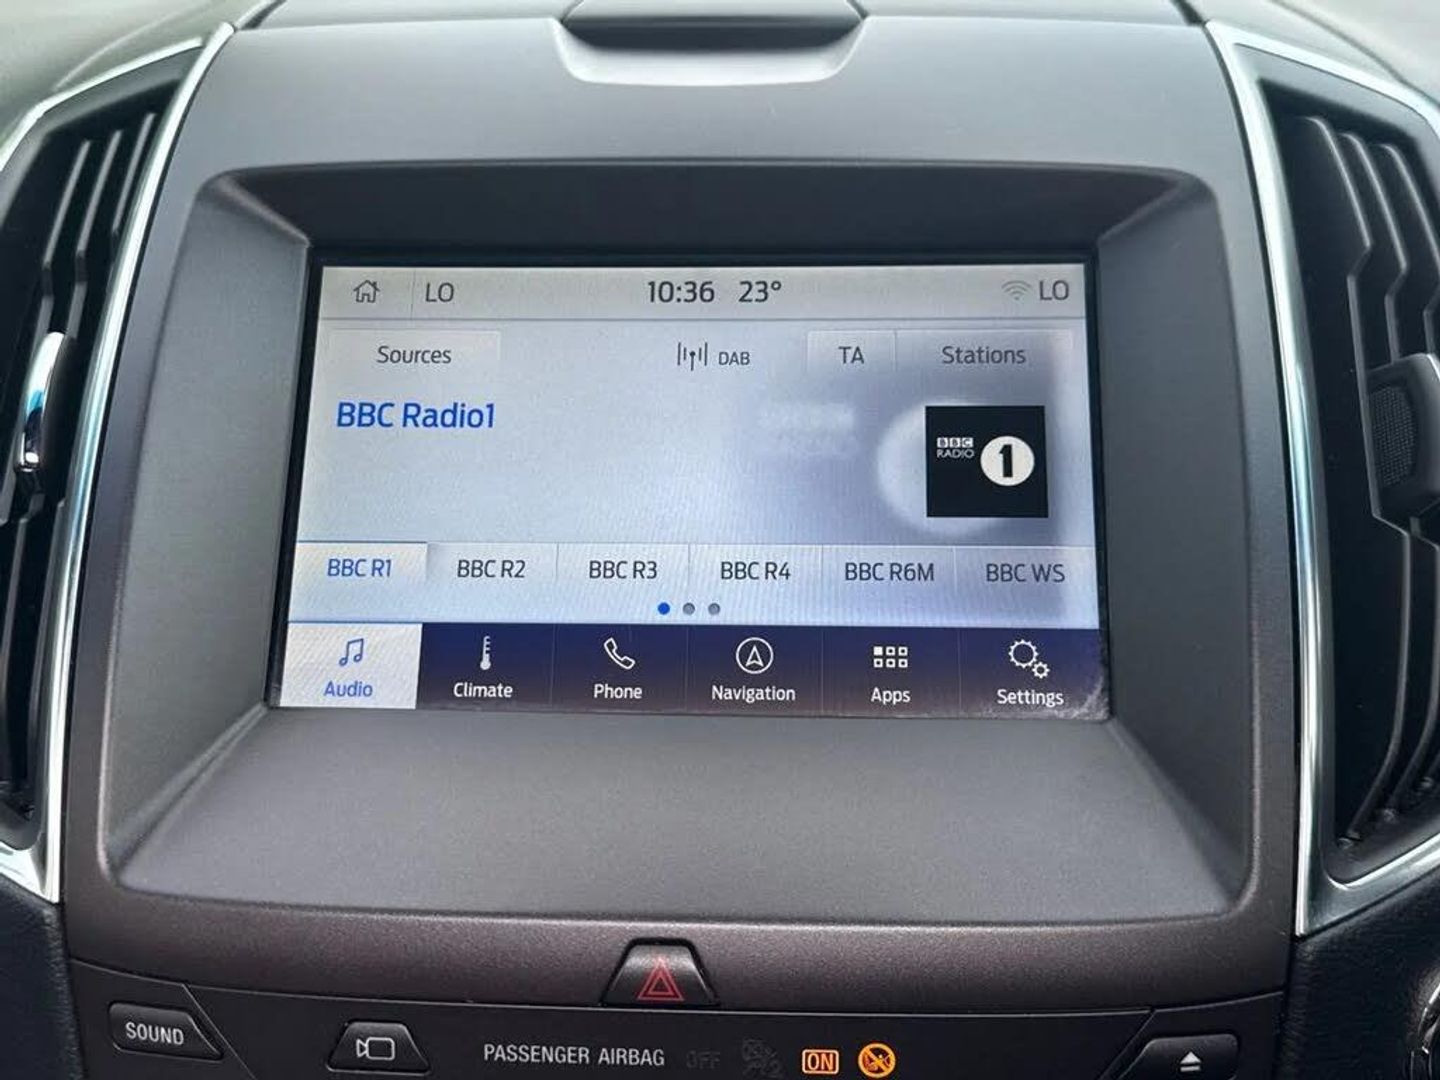 LO 10:36 23° LO
Sources DAB TA Stations
BBC Radio1
BBC
RADIO 1
BBC R1 BBC R2 BBC R3 BBC R4 BBC R6M BBC WS
Audio Climate Phone Navigation Apps Settings
SOUND PASSENGER AIRBAG OFF ON